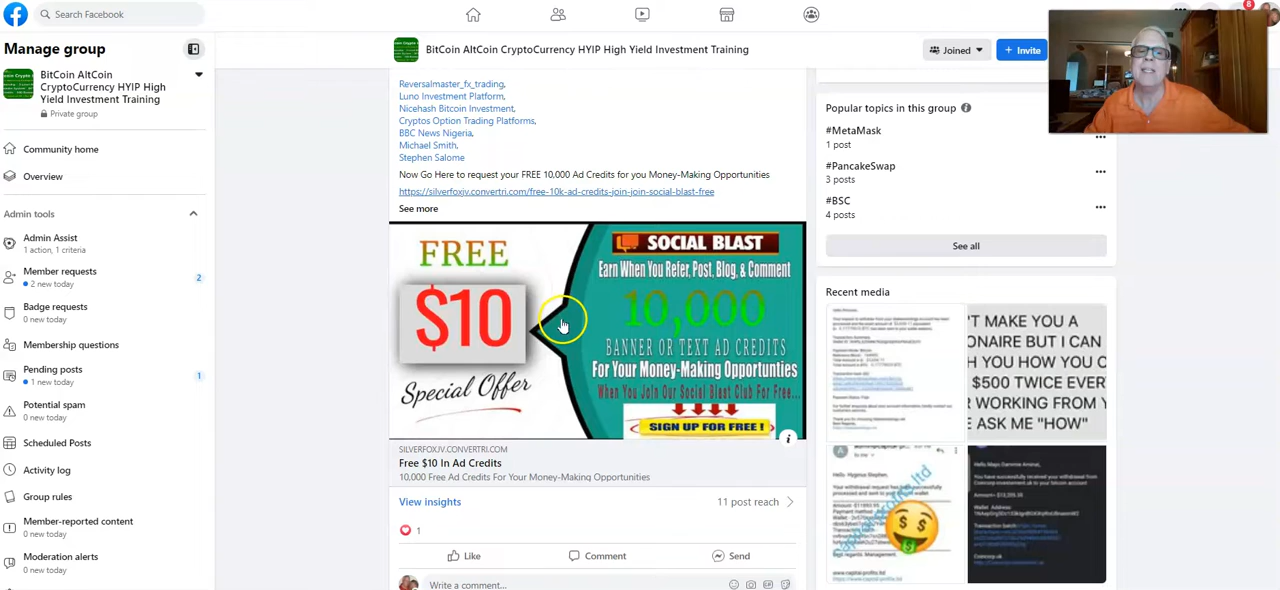 Search Facebook
8
Manage group
BitCoin AltCoin
CryptoCurrency HYIP High
Yield Investment Training
Private group
Community home
Overview
Admin tools
Admin Assist
1 action, 1 criteria
Member requests
2 new today
2
Badge requests
0 new today
Membership questions
Pending posts
1 new today
1
Potential spam
0 new today
Scheduled Posts
Activity log
Group rules
Member-reported content
0 new today
Moderation alerts
0 new today
BitCoin AltCoin CryptoCurrency HYIP High Yield Investment Training
Joined
+ Invite
Reversalmaster_fx_trading,
Luno Investment Platform,
Nicehash Bitcoin Investment,
Cryptos Option Trading Platforms,
BBC News Nigeria,
Michael Smith,
Stephen Salome
Now Go Here to request your FREE 10,000 Ad Credits for you Money-Making Opportunities
https://silverfoxjv.convertri.com/free-10k-ad-credits-join-join-social-blast-free
See more
FREE
$10
Special Offer
SOCIAL BLAST
Earn When You Refer, Post, Blog, & Comment
10,000
BANNER OR TEXT AD CREDITS
For Your Money-Making Opportunties
When You Join Our Social Blast Club For Free...
SIGN UP FOR FREE!
SILVERFOXJV.CONVERTRI.COM
Free $10 In Ad Credits
10,000 Free Ad Credits For Your Money-Making Opportunities
View insights
11 post reach
1
Like
Comment
Send
Write a comment...
Popular topics in this group
#MetaMask
1 post
#PancakeSwap
3 posts
#BSC
4 posts
See all
Recent media
'T MAKE YOU A
ONAIRE BUT I CAN
H YOU HOW YOU C
$500 TWICE EVER
WORKING FROM Y
E ASK ME "HOW"